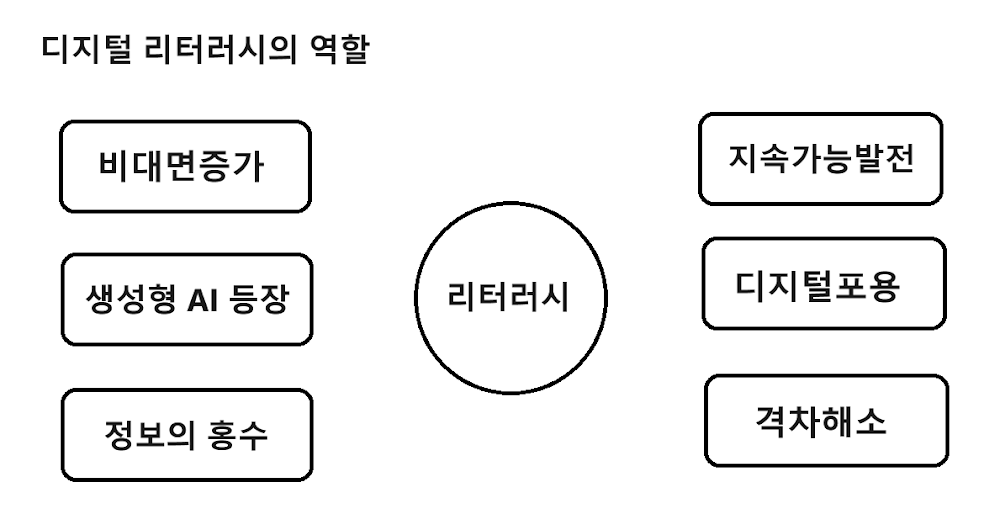 디지털 리터러시의 역할
비대면증가
생성형 AI 등장
정보의 홍수
리터러시
지속가능발전
디지털포용
격차해소